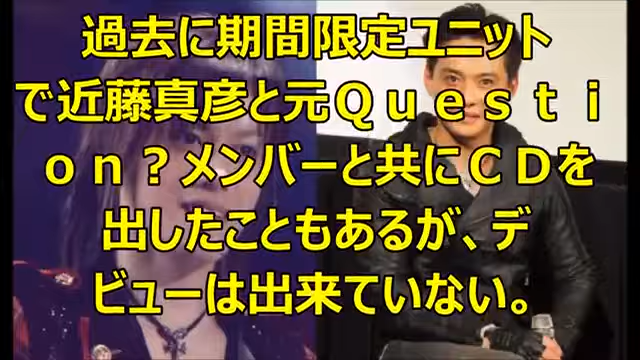 過去に期間限定ユニット
で近藤真彦と元Ｑｕｅｓｔｉ
ｏｎ？メンバーと共にＣＤを
出したこともあるが、デ
ビューは出来ていない。